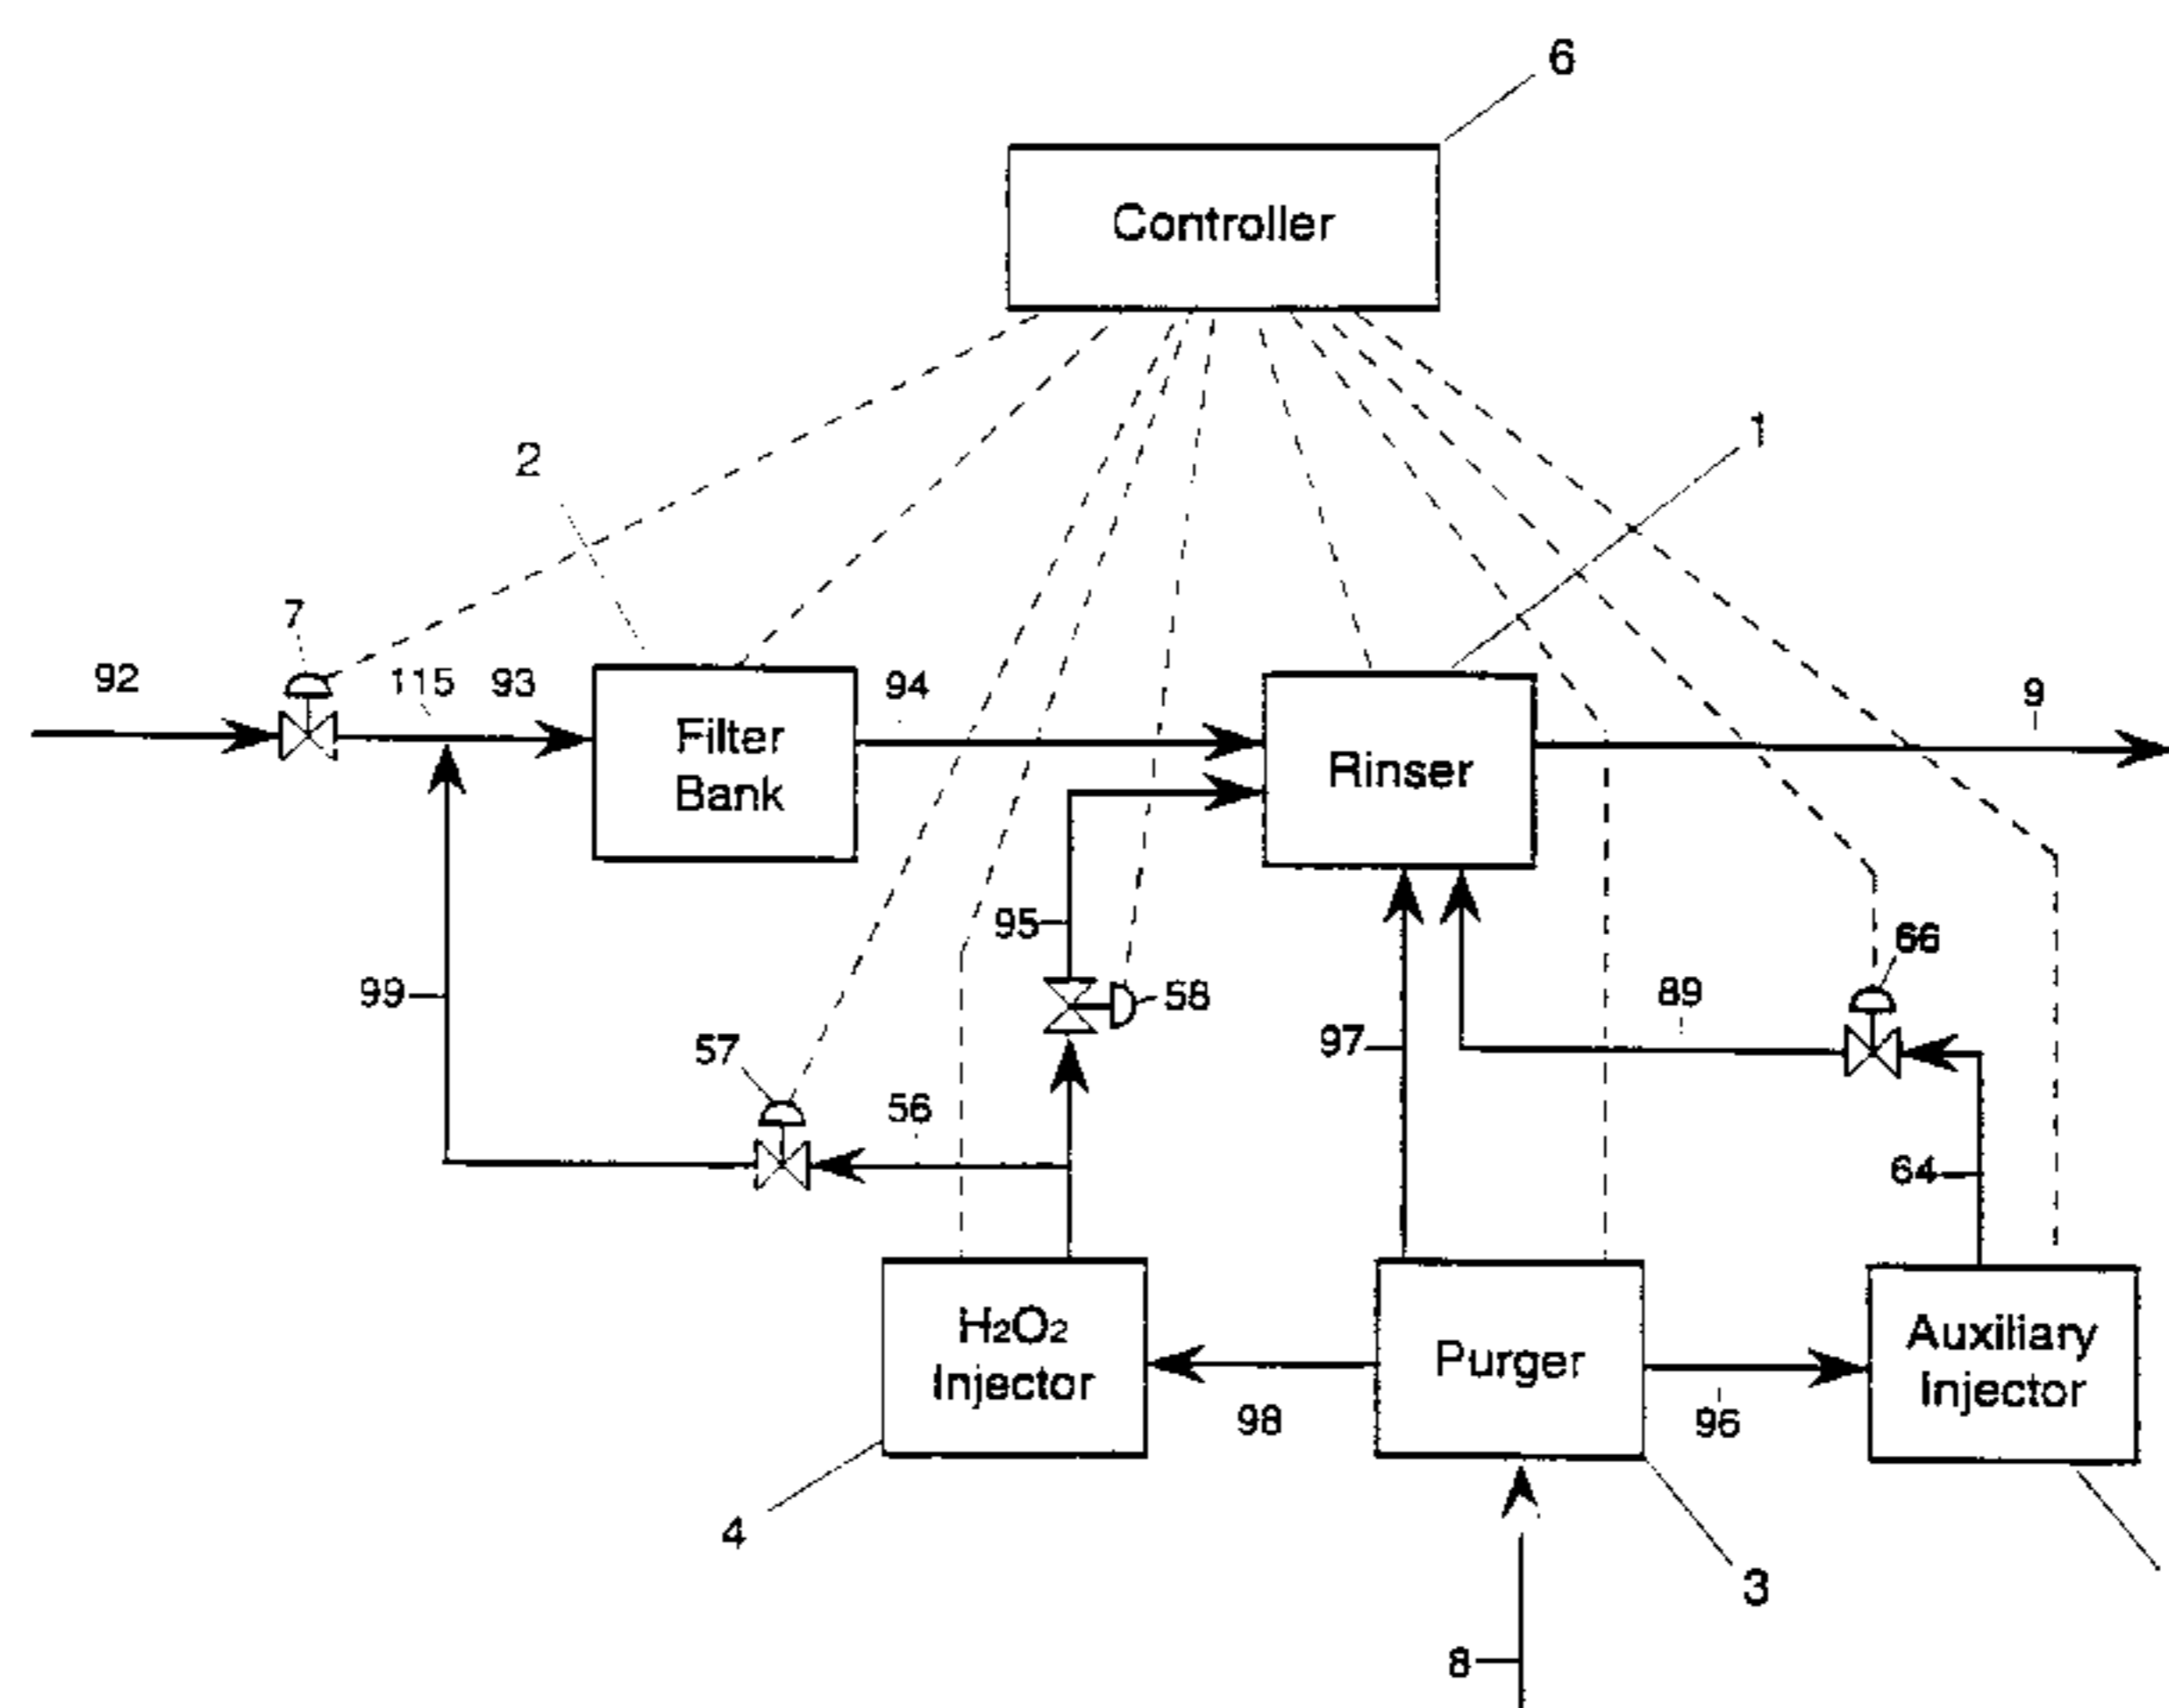 6
Controller
1
2
7
92
115
93
94
9
Filter
Bank
Rinser
95
66
99
58
89
97
57
56
64
H₂O₂
Injector
Purger
Auxiliary
Injector
98
96
4
3
8